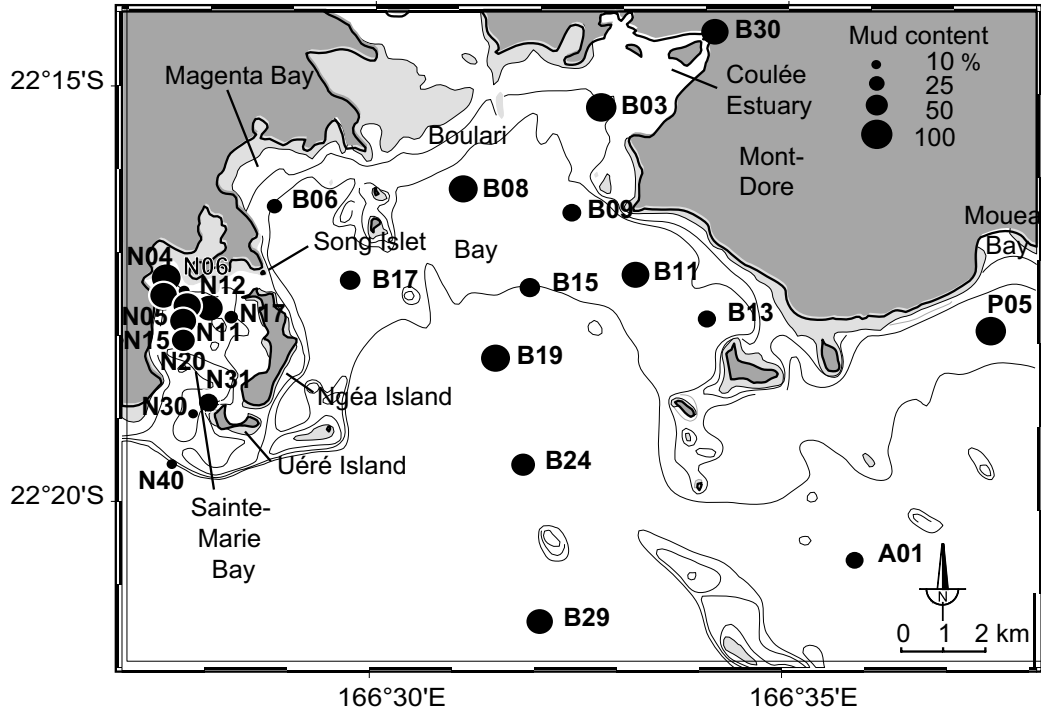 B30
Mud content
10 %
25
50
100
22°15'S
Magenta Bay
Coulée
Estuary
B03
Boulari
Mont-
Dore
B08
B06
B09
Mouea
Bay
Song Islet
Bay
N04
N06
B17
B15
B11
N12
P05
N05
N17
B13
N11
N15
B19
N20
N31
Ngéa Island
N30
Uéré Island
B24
N40
22°20'S
Sainte-
Marie
Bay
A01
N
B29
0 1 2 km
166°30'E
166°35'E